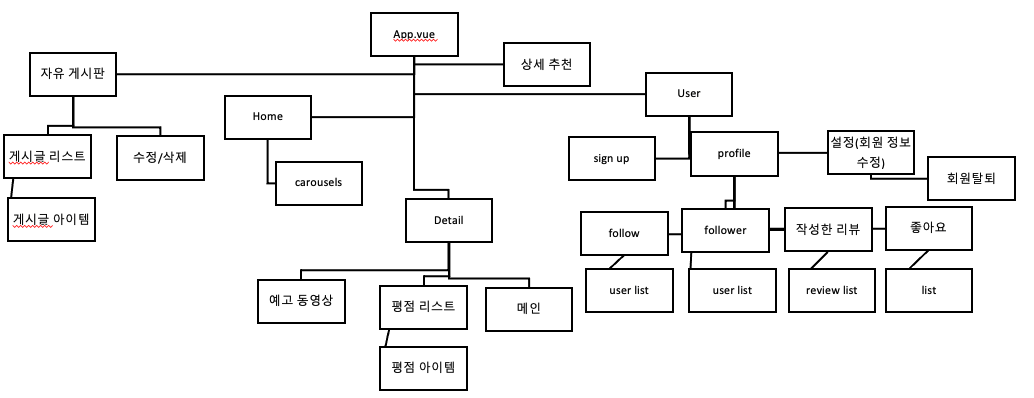 App.vue
자유 게시판
상세 추천
User
Home
게시글 리스트
수정/삭제
sign up
profile
설정(회원 정보
수정)
회원탈퇴
carousels
게시글 아이템
Detail
follow
follower
작성한 리뷰
좋아요
예고 동영상
평점 리스트
메인
user list
user list
review list
list
평점 아이템